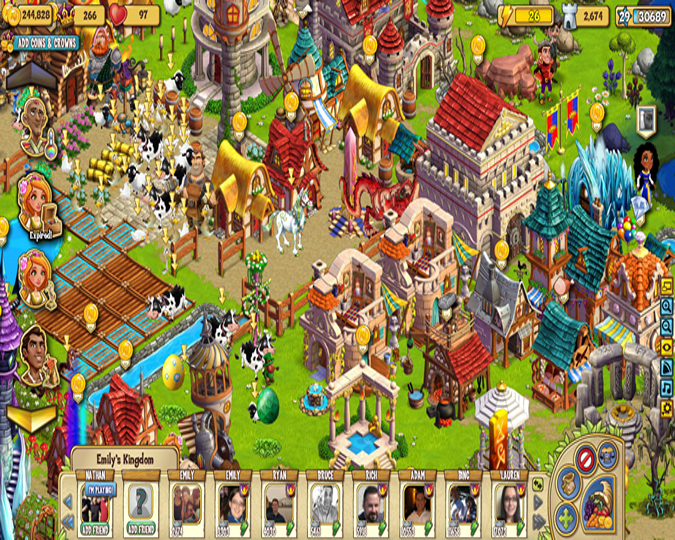 244,828
266
97
26
2,674
29
30689
ADD COINS & CROWNS
Expired!
Emily's Kingdom
NATHAN
EMILY
EMILY
RYAN
BRUCE
RICH
ADAM
BING
LAUREN
I'M PLAYING!
ADD FRIEND
ADD FRIEND